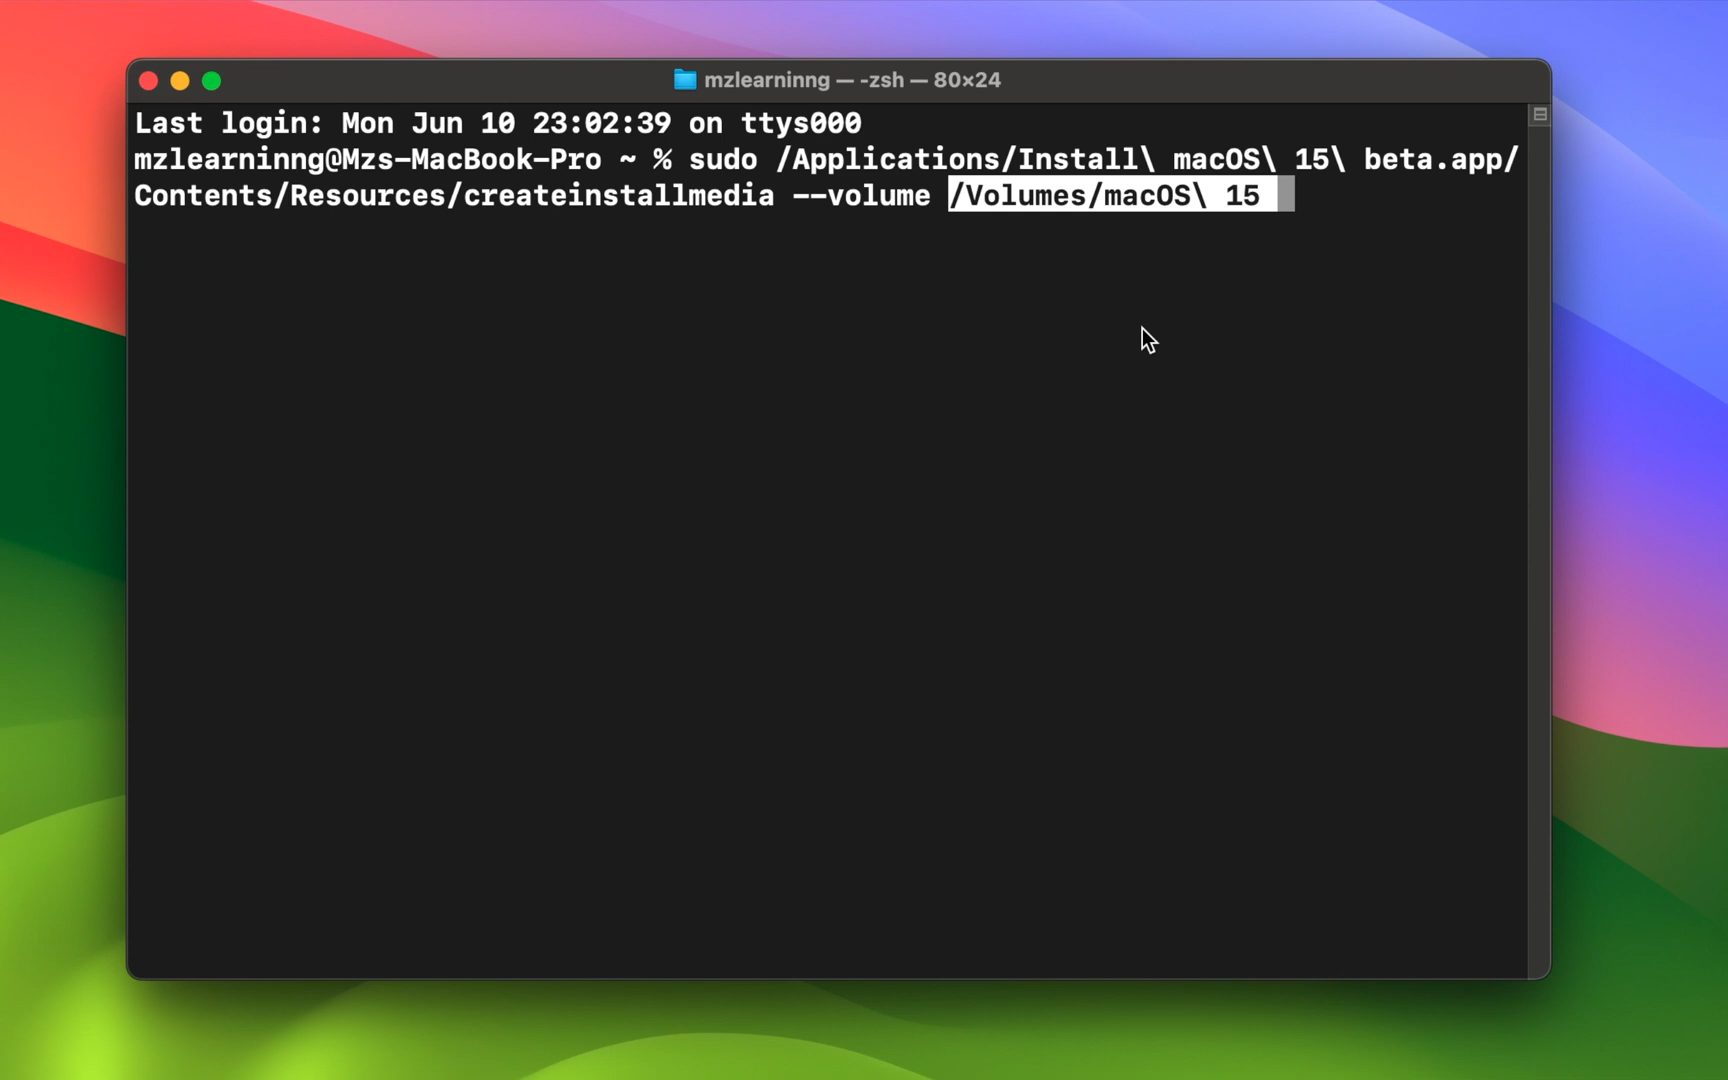 mzlearninng — -zsh — 80×24
Last login: Mon Jun 10 23:02:39 on ttys000
mzlearninng@Mzs-MacBook-Pro ~ % sudo /Applications/Install\ macOS\ 15\ beta.app/
Contents/Resources/createinstallmedia --volume /Volumes/macOS\ 15